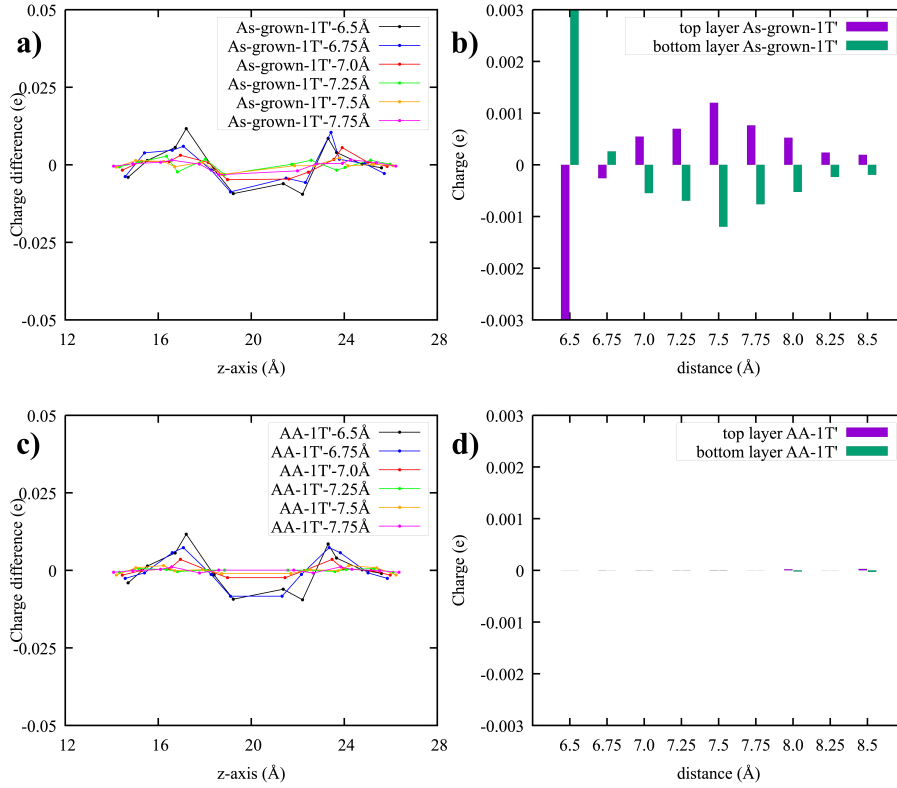 a)
As-grown-1T'-6.5Å
As-grown-1T'-6.75Å
As-grown-1T'-7.0Å
As-grown-1T'-7.25Å
As-grown-1T'-7.5Å
As-grown-1T'-7.75Å
Charge difference (e)
0.05
0.025
0
-0.025
-0.05
12 16 20 24 28
z-axis (Å)
b)
top layer As-grown-1T'
bottom layer As-grown-1T'
Charge (e)
0.003
0.002
0.001
0
-0.001
-0.002
-0.003
6.5 6.75 7.0 7.25 7.5 7.75 8.0 8.25 8.5
distance (Å)
c)
AA-1T'-6.5Å
AA-1T'-6.75Å
AA-1T'-7.0Å
AA-1T'-7.25Å
AA-1T'-7.5Å
AA-1T'-7.75Å
Charge difference (e)
0.05
0.025
0
-0.025
-0.05
12 16 20 24 28
z-axis (Å)
d)
top layer AA-1T'
bottom layer AA-1T'
Charge (e)
0.003
0.002
0.001
0
-0.001
-0.002
-0.003
6.5 6.75 7.0 7.25 7.5 7.75 8.0 8.25 8.5
distance (Å)